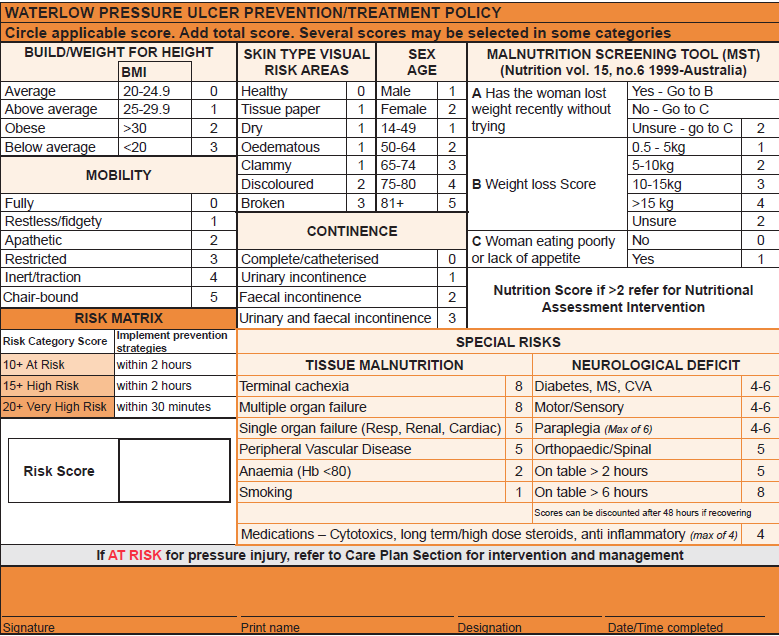 WATERLOW PRESSURE ULCER PREVENTION/TREATMENT POLICY
Circle applicable score. Add total score. Several scores may be selected in some categories
BUILD/WEIGHT FOR HEIGHT
BMI
Average 20-24.9 0
Above average 25-29.9 1
Obese >30 2
Below average <20 3
MOBILITY
Fully 0
Restless/fidgety 1
Apathetic 2
Restricted 3
Inert/traction 4
Chair-bound 5
RISK MATRIX
Risk Category Score Implement prevention
strategies
10+ At Risk within 2 hours
15+ High Risk within 2 hours
20+ Very High Risk within 30 minutes
Risk Score
SKIN TYPE VISUAL
RISK AREAS
Healthy 0
Tissue paper 1
Dry 1
Oedematous 1
Clammy 1
Discoloured 2
Broken 3
SEX
AGE
Male 1
Female 2
14-49 1
50-64 2
65-74 3
75-80 4
81+ 5
CONTINENCE
Complete/catheterised 0
Urinary incontinence 1
Faecal incontinence 2
Urinary and faecal incontinence 3
MALNUTRITION SCREENING TOOL (MST)
(Nutrition vol. 15, no.6 1999-Australia)
A Has the woman lost
weight recently without
trying
Yes - Go to B
No - Go to C
Unsure - go to C 2
B Weight loss Score
0.5 - 5kg 1
5-10kg 2
10-15kg 3
>15 kg 4
Unsure 2
C Woman eating poorly
or lack of appetite
No 0
Yes 1
Nutrition Score if >2 refer for Nutritional
Assessment Intervention
SPECIAL RISKS
TISSUE MALNUTRITION
Terminal cachexia 8
Multiple organ failure 8
Single organ failure (Resp, Renal, Cardiac) 5
Peripheral Vascular Disease 5
Anaemia (Hb <80) 2
Smoking 1
NEUROLOGICAL DEFICIT
Diabetes, MS, CVA 4-6
Motor/Sensory 4-6
Paraplegia (Max of 6) 4-6
Orthopaedic/Spinal 5
On table > 2 hours 5
On table > 6 hours 8
Scores can be discounted after 48 hours if recovering
Medications – Cytotoxics, long term/high dose steroids, anti inflammatory (max of 4) 4
If AT RISK for pressure injury, refer to Care Plan Section for intervention and management
Signature Print name Designation Date/Time completed